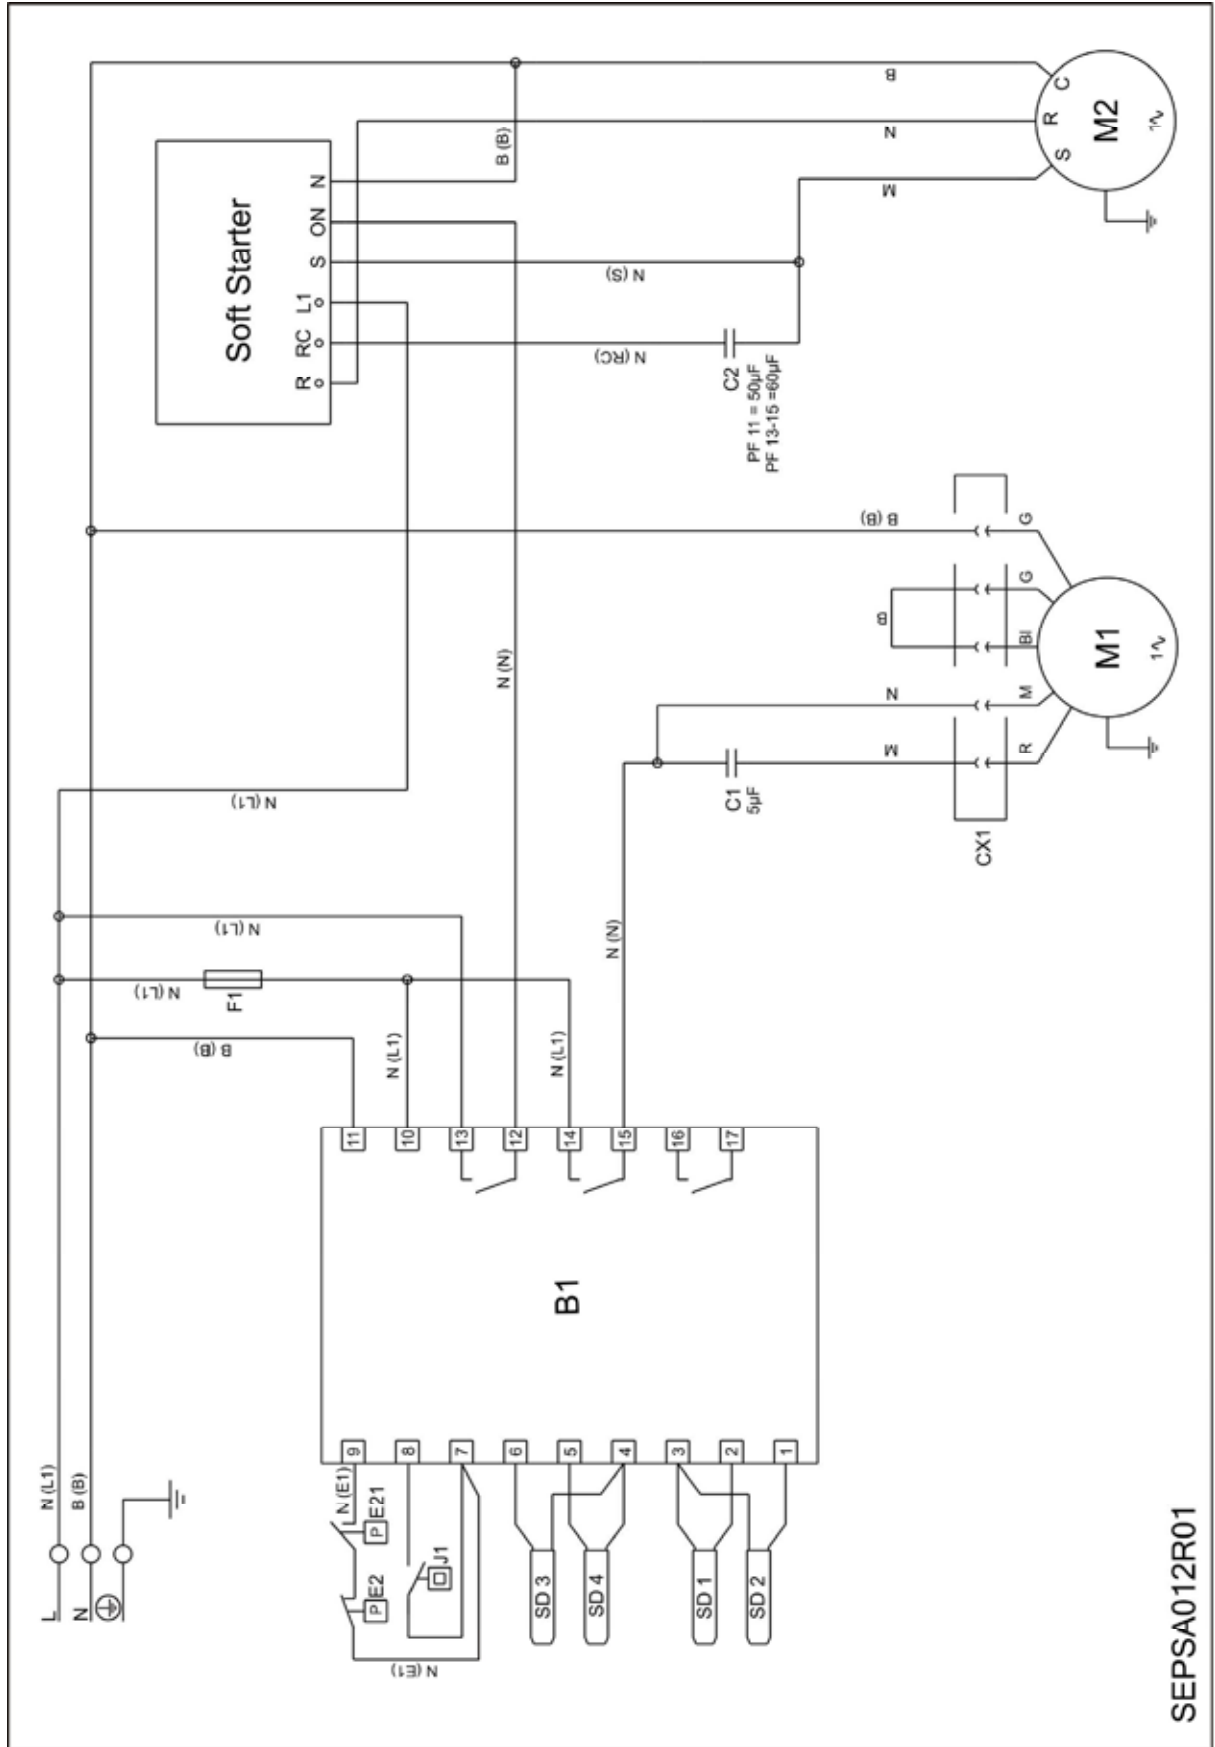 L
N
N (L1)
B (B)
N (L1)
F1
N (L1)
B (B)
N (L1)
N (L1)
N (L1)
Soft Starter
R
RC
L1
S
ON
N
B (B)
N (RC)
N (S)
C2
PF 11 = 50µF
PF 13-15 =60µF
B
N
M
C
R
S
M2
1
N (N)
N (N)
B (B)
B
N
M
C1
5µF
CX1
R
M
Bl
G
G
M1
1
B1
11
10
13
12
14
15
16
17
9
8
7
6
5
4
3
2
1
N (E1)
P
E21
P
E2
J1
N (E1)
SD 3
SD 4
SD 1
SD 2
SEPSA012R01